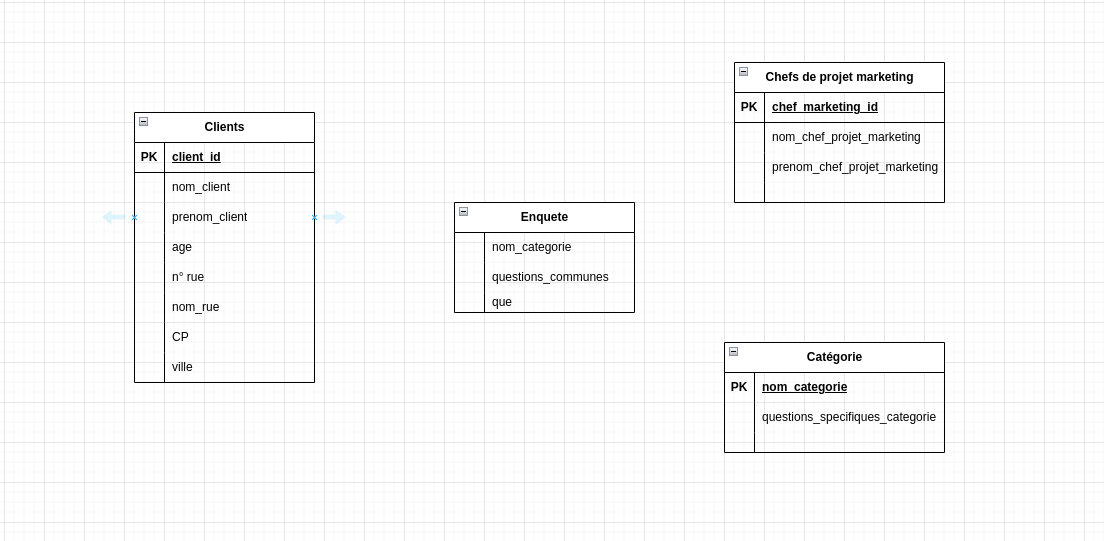 Clients
PK client_id
nom_client
prenom_client
age
n° rue
nom_rue
CP
ville
Enquete
nom_categorie
questions_communes
que
Chefs de projet marketing
PK chef_marketing_id
nom_chef_projet_marketing
prenom_chef_projet_marketing
Catégorie
PK nom_categorie
questions_specifiques_categorie